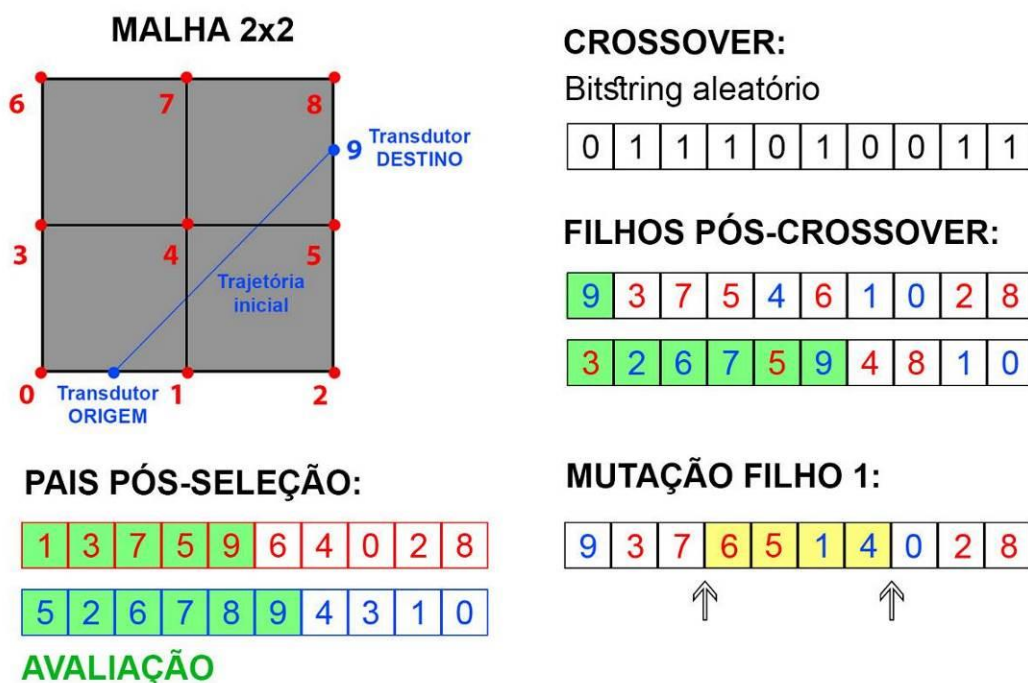 MALHA 2x2
6
7
8
9 Transdutor
DESTINO
3
4
5
Trajetória
inicial
0
Transdutor
ORIGEM
1
2
CROSSOVER:
Bitstring aleatório
0 1 1 1 0 1 0 0 1 1
FILHOS PÓS-CROSSOVER:
9 3 7 5 4 6 1 0 2 8
3 2 6 7 5 9 4 8 1 0
PAIS PÓS-SELEÇÃO:
1 3 7 5 9 6 4 0 2 8
5 2 6 7 8 9 4 3 1 0
AVALIAÇÃO
MUTAÇÃO FILHO 1:
9 3 7 6 5 1 4 0 2 8